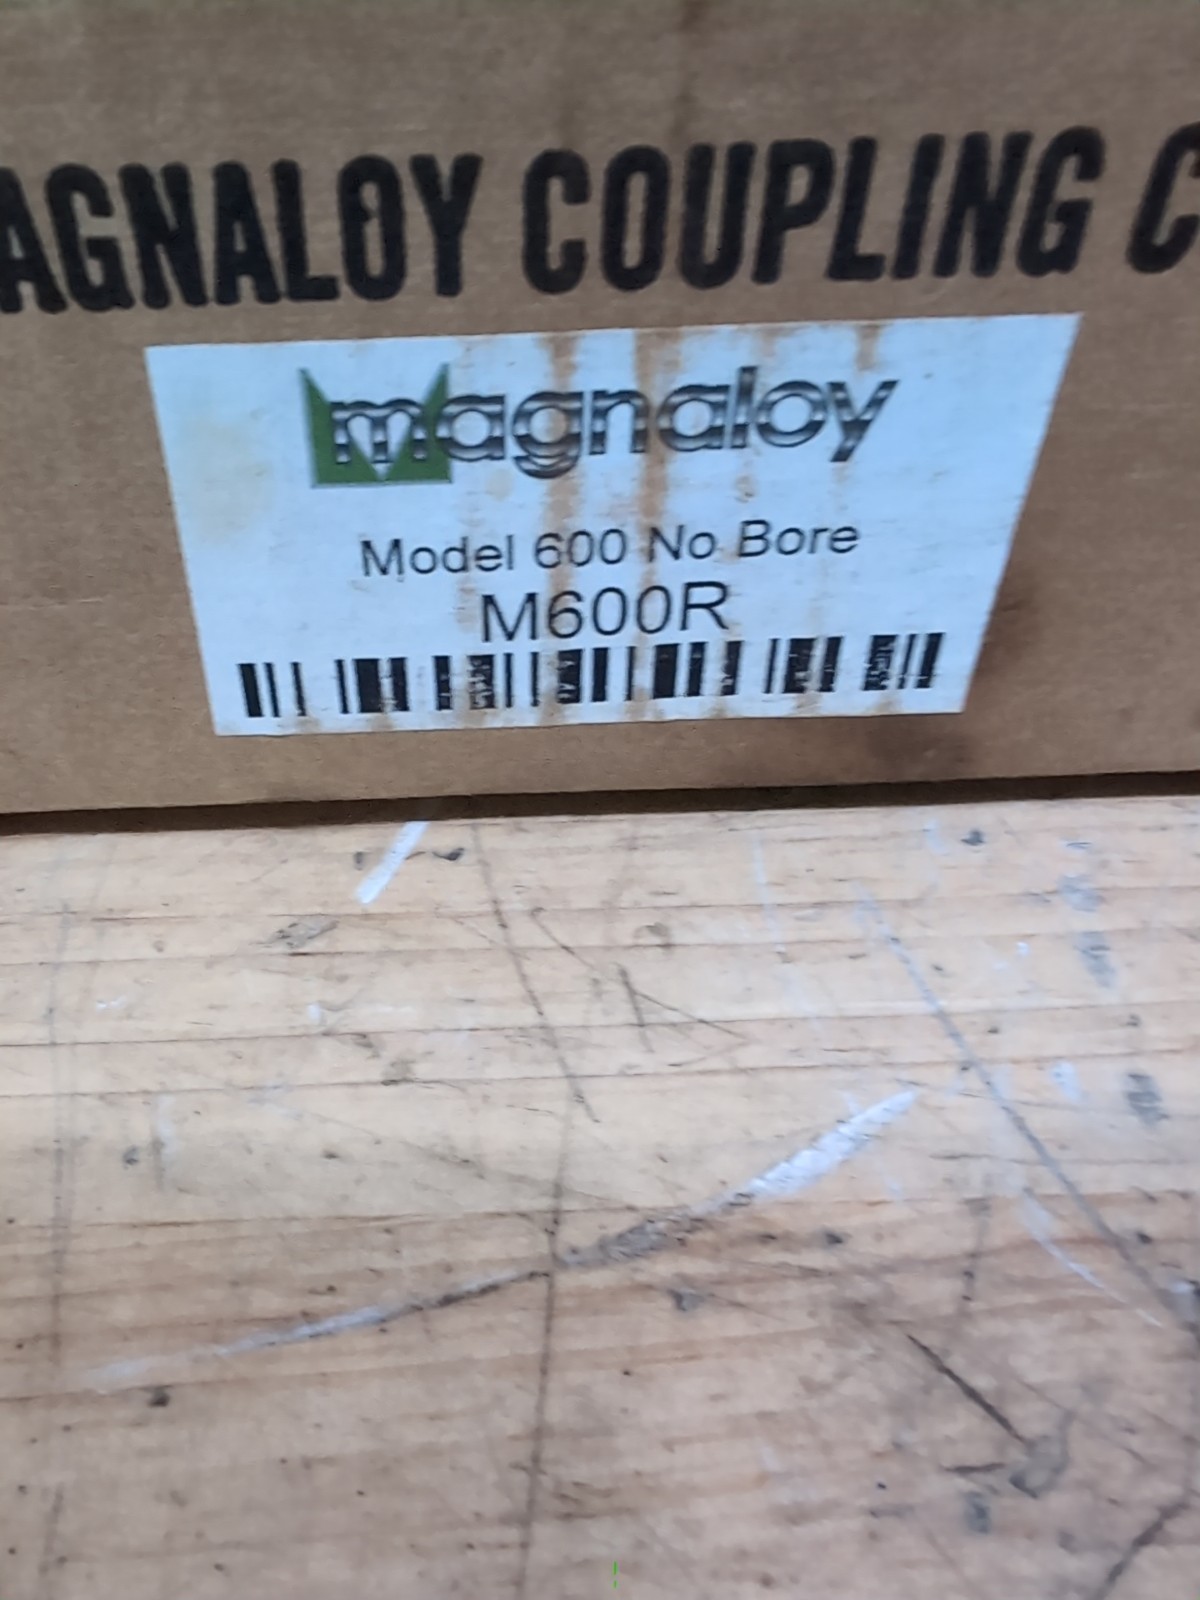 AGNALOY COUPLING C
magnaloy
Model 600 No Bore
M600R